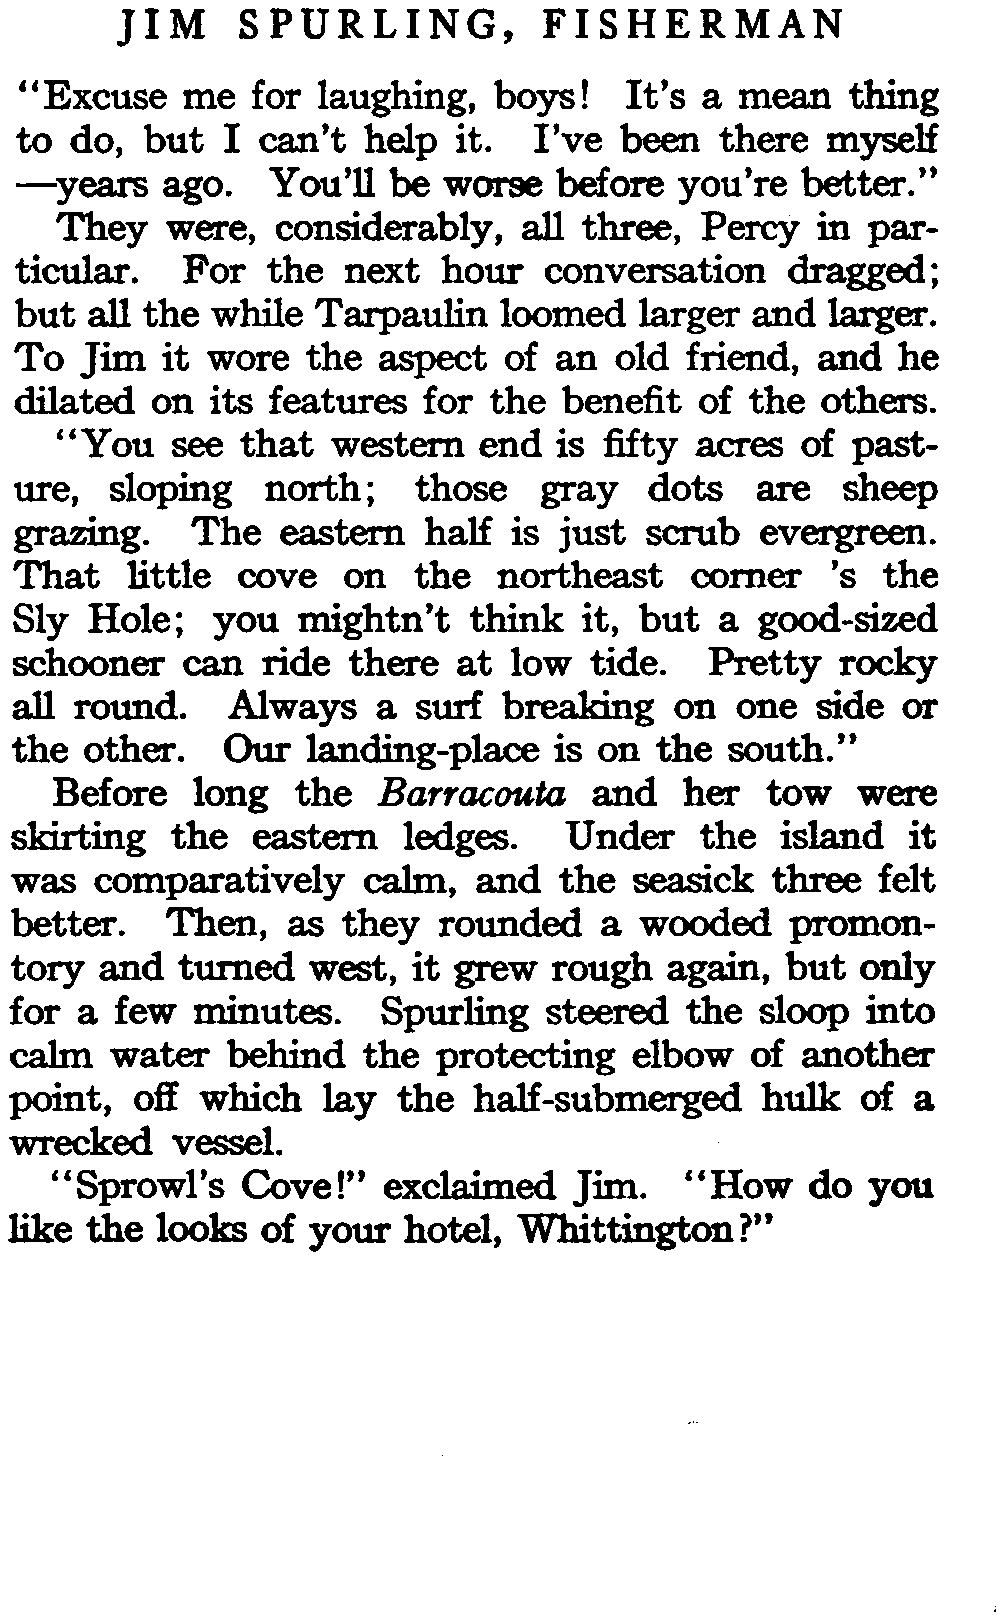 JIM SPURLING, FISHERMAN
“Excuse me for laughing, boys! It's a mean thing
to do, but I can't help it. I've been there myself
—years ago. You'll be worse before you're better.”
They were, considerably, all three, Percy in par-
ticular. For the next hour conversation dragged;
but all the while Tarpaulin loomed larger and larger.
To Jim it wore the aspect of an old friend, and he
dilated on its features for the benefit of the others.
“You see that western end is fifty acres of past-
ure, sloping north; those gray dots are sheep
grazing. The eastern half is just scrub evergreen.
That little cove on the northeast corner 's the
Sly Hole; you mightn't think it, but a good-sized
schooner can ride there at low tide. Pretty rocky
all round. Always a surf breaking on one side or
the other. Our landing-place is on the south.”
Before long the Barracouta and her tow were
skirting the eastern ledges. Under the island it
was comparatively calm, and the seasick three felt
better. Then, as they rounded a wooded promon-
tory and turned west, it grew rough again, but only
for a few minutes. Spurling steered the sloop into
calm water behind the protecting elbow of another
point, off which lay the half-submerged hulk of a
wrecked vessel.
“Sprowl's Cove!” exclaimed Jim. “How do you
like the looks of your hotel, Whittington?”